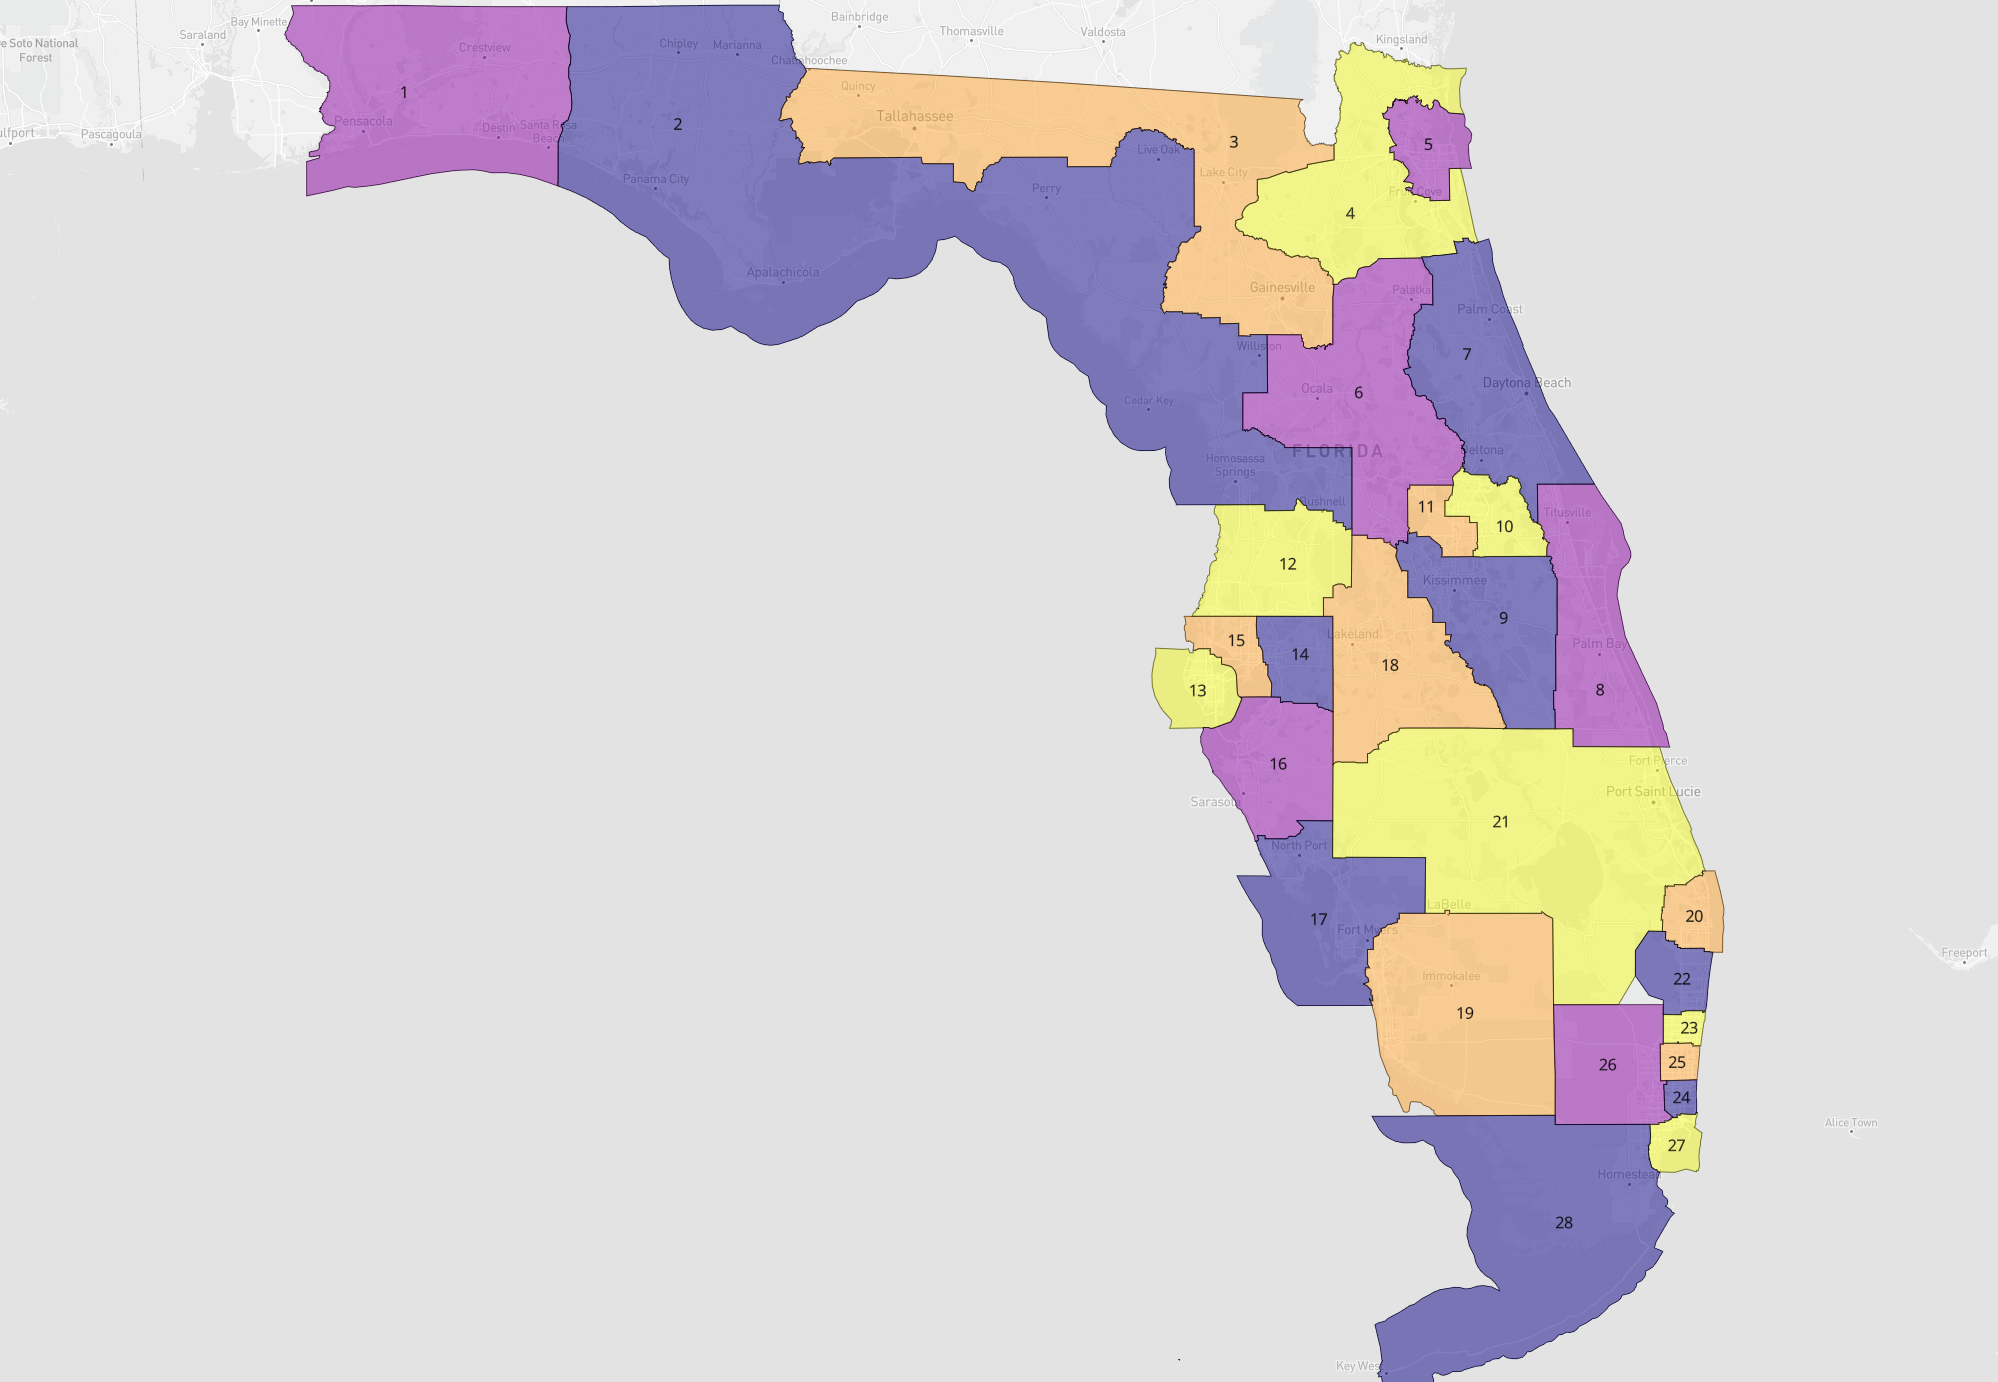 Bay Minette
Bainbridge
Saraland
Thomasville
Valdosta
Kingsland
e Soto National
Forest
Crestview
Chipley
Marianna
Chattahoochee
Quincy
1
2
Tallahassee
3
Pensacola
Destin
Santa Rosa
Beach
ulfport
Pascagoula
Live Oak
5
Lake City
Panama City
Perry
Fruit Cove
4
Apalachicola
Gainesville
Palatka
Palm Coast
Williston
7
Ocala
6
Daytona Beach
Cedar Key
FLORIDA
Deltona
Homosassa
Springs
Bushnell
11
10
Titusville
12
Kissimmee
9
15
14
Lakeland
18
Palm Bay
13
8
16
Fort Pierce
Port Saint Lucie
Sarasota
21
North Port
LaBelle
17
Fort Myers
20
Freeport
Immokalee
22
19
23
26
25
24
Alice Town
27
Homestead
28
Key Wes